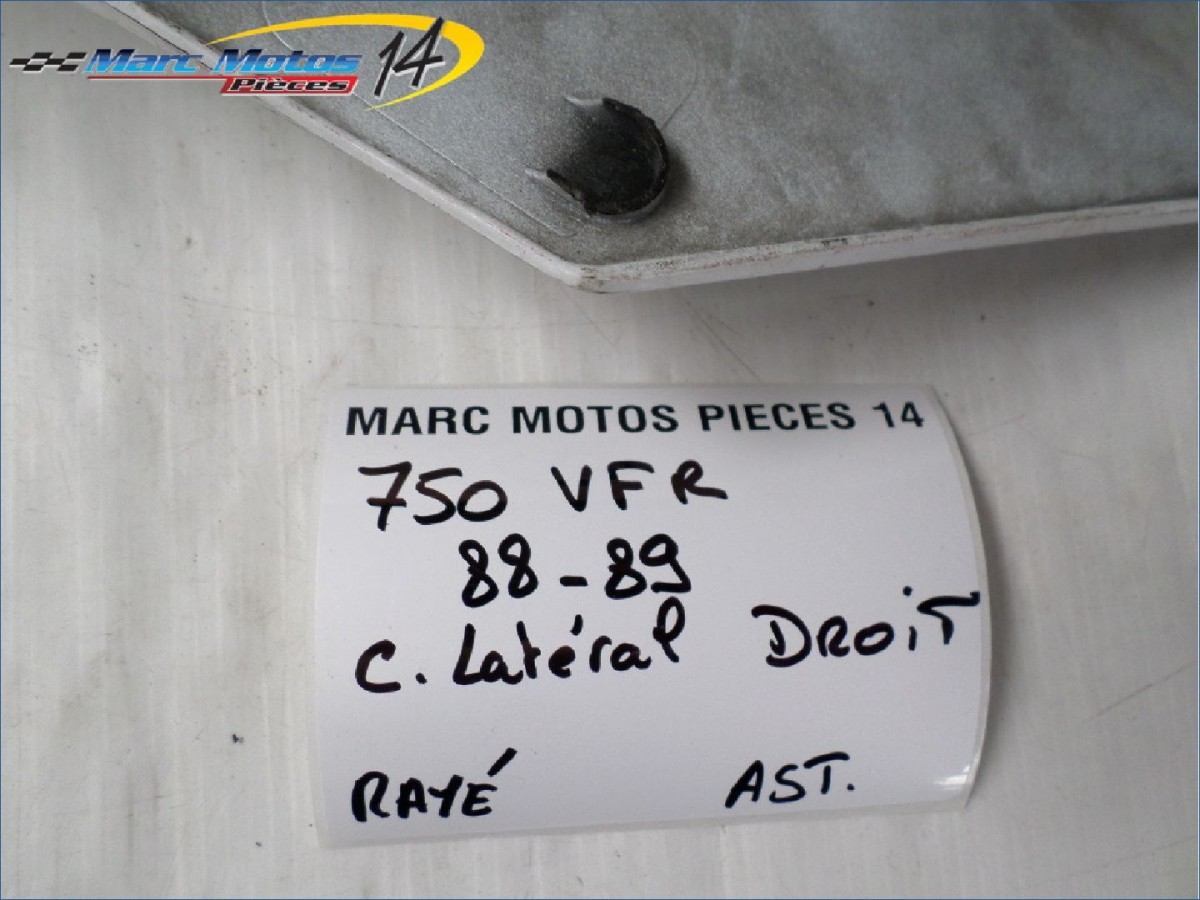 Marc Motos 14
Pièces
MARC MOTOS PIECES 14
750 VFR
88-89
C. Latéral DROIT
RAYÉ AST.